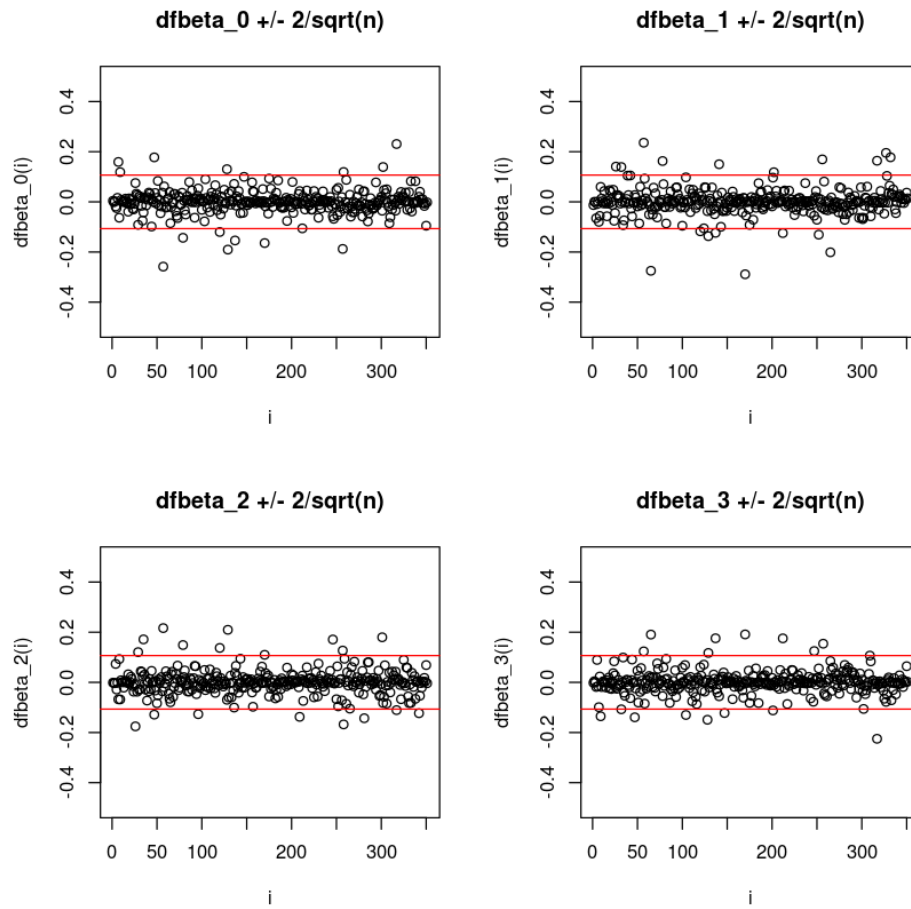 dfbeta_0 +/- 2/sqrt(n)
dfbeta_0(i)
0.4
0.2
0.0
-0.2
-0.4
0 50 100 200 300
i
dfbeta_1 +/- 2/sqrt(n)
dfbeta_1(i)
0.4
0.2
0.0
-0.2
-0.4
0 50 100 200 300
i
dfbeta_2 +/- 2/sqrt(n)
dfbeta_2(i)
0.4
0.2
0.0
-0.2
-0.4
0 50 100 200 300
i
dfbeta_3 +/- 2/sqrt(n)
dfbeta_3(i)
0.4
0.2
0.0
-0.2
-0.4
0 50 100 200 300
i